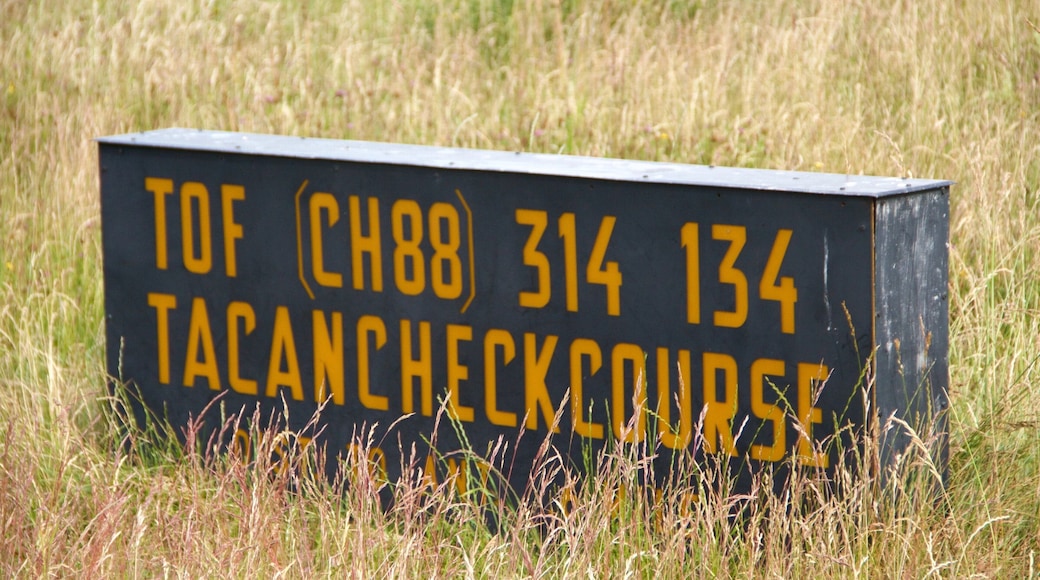 TOF (CH88) 314 134
TACANCHECKCOURSE